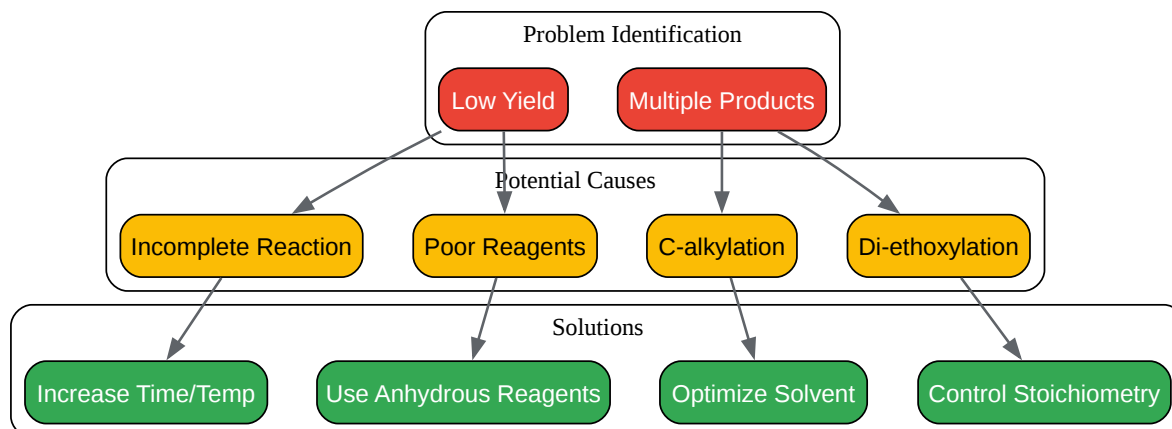 Problem Identification
Low Yield
Multiple Products
Potential Causes
Incomplete Reaction
Poor Reagents
C-alkylation
Di-ethoxylation
Solutions
Increase Time/Temp
Use Anhydrous Reagents
Optimize Solvent
Control Stoichiometry